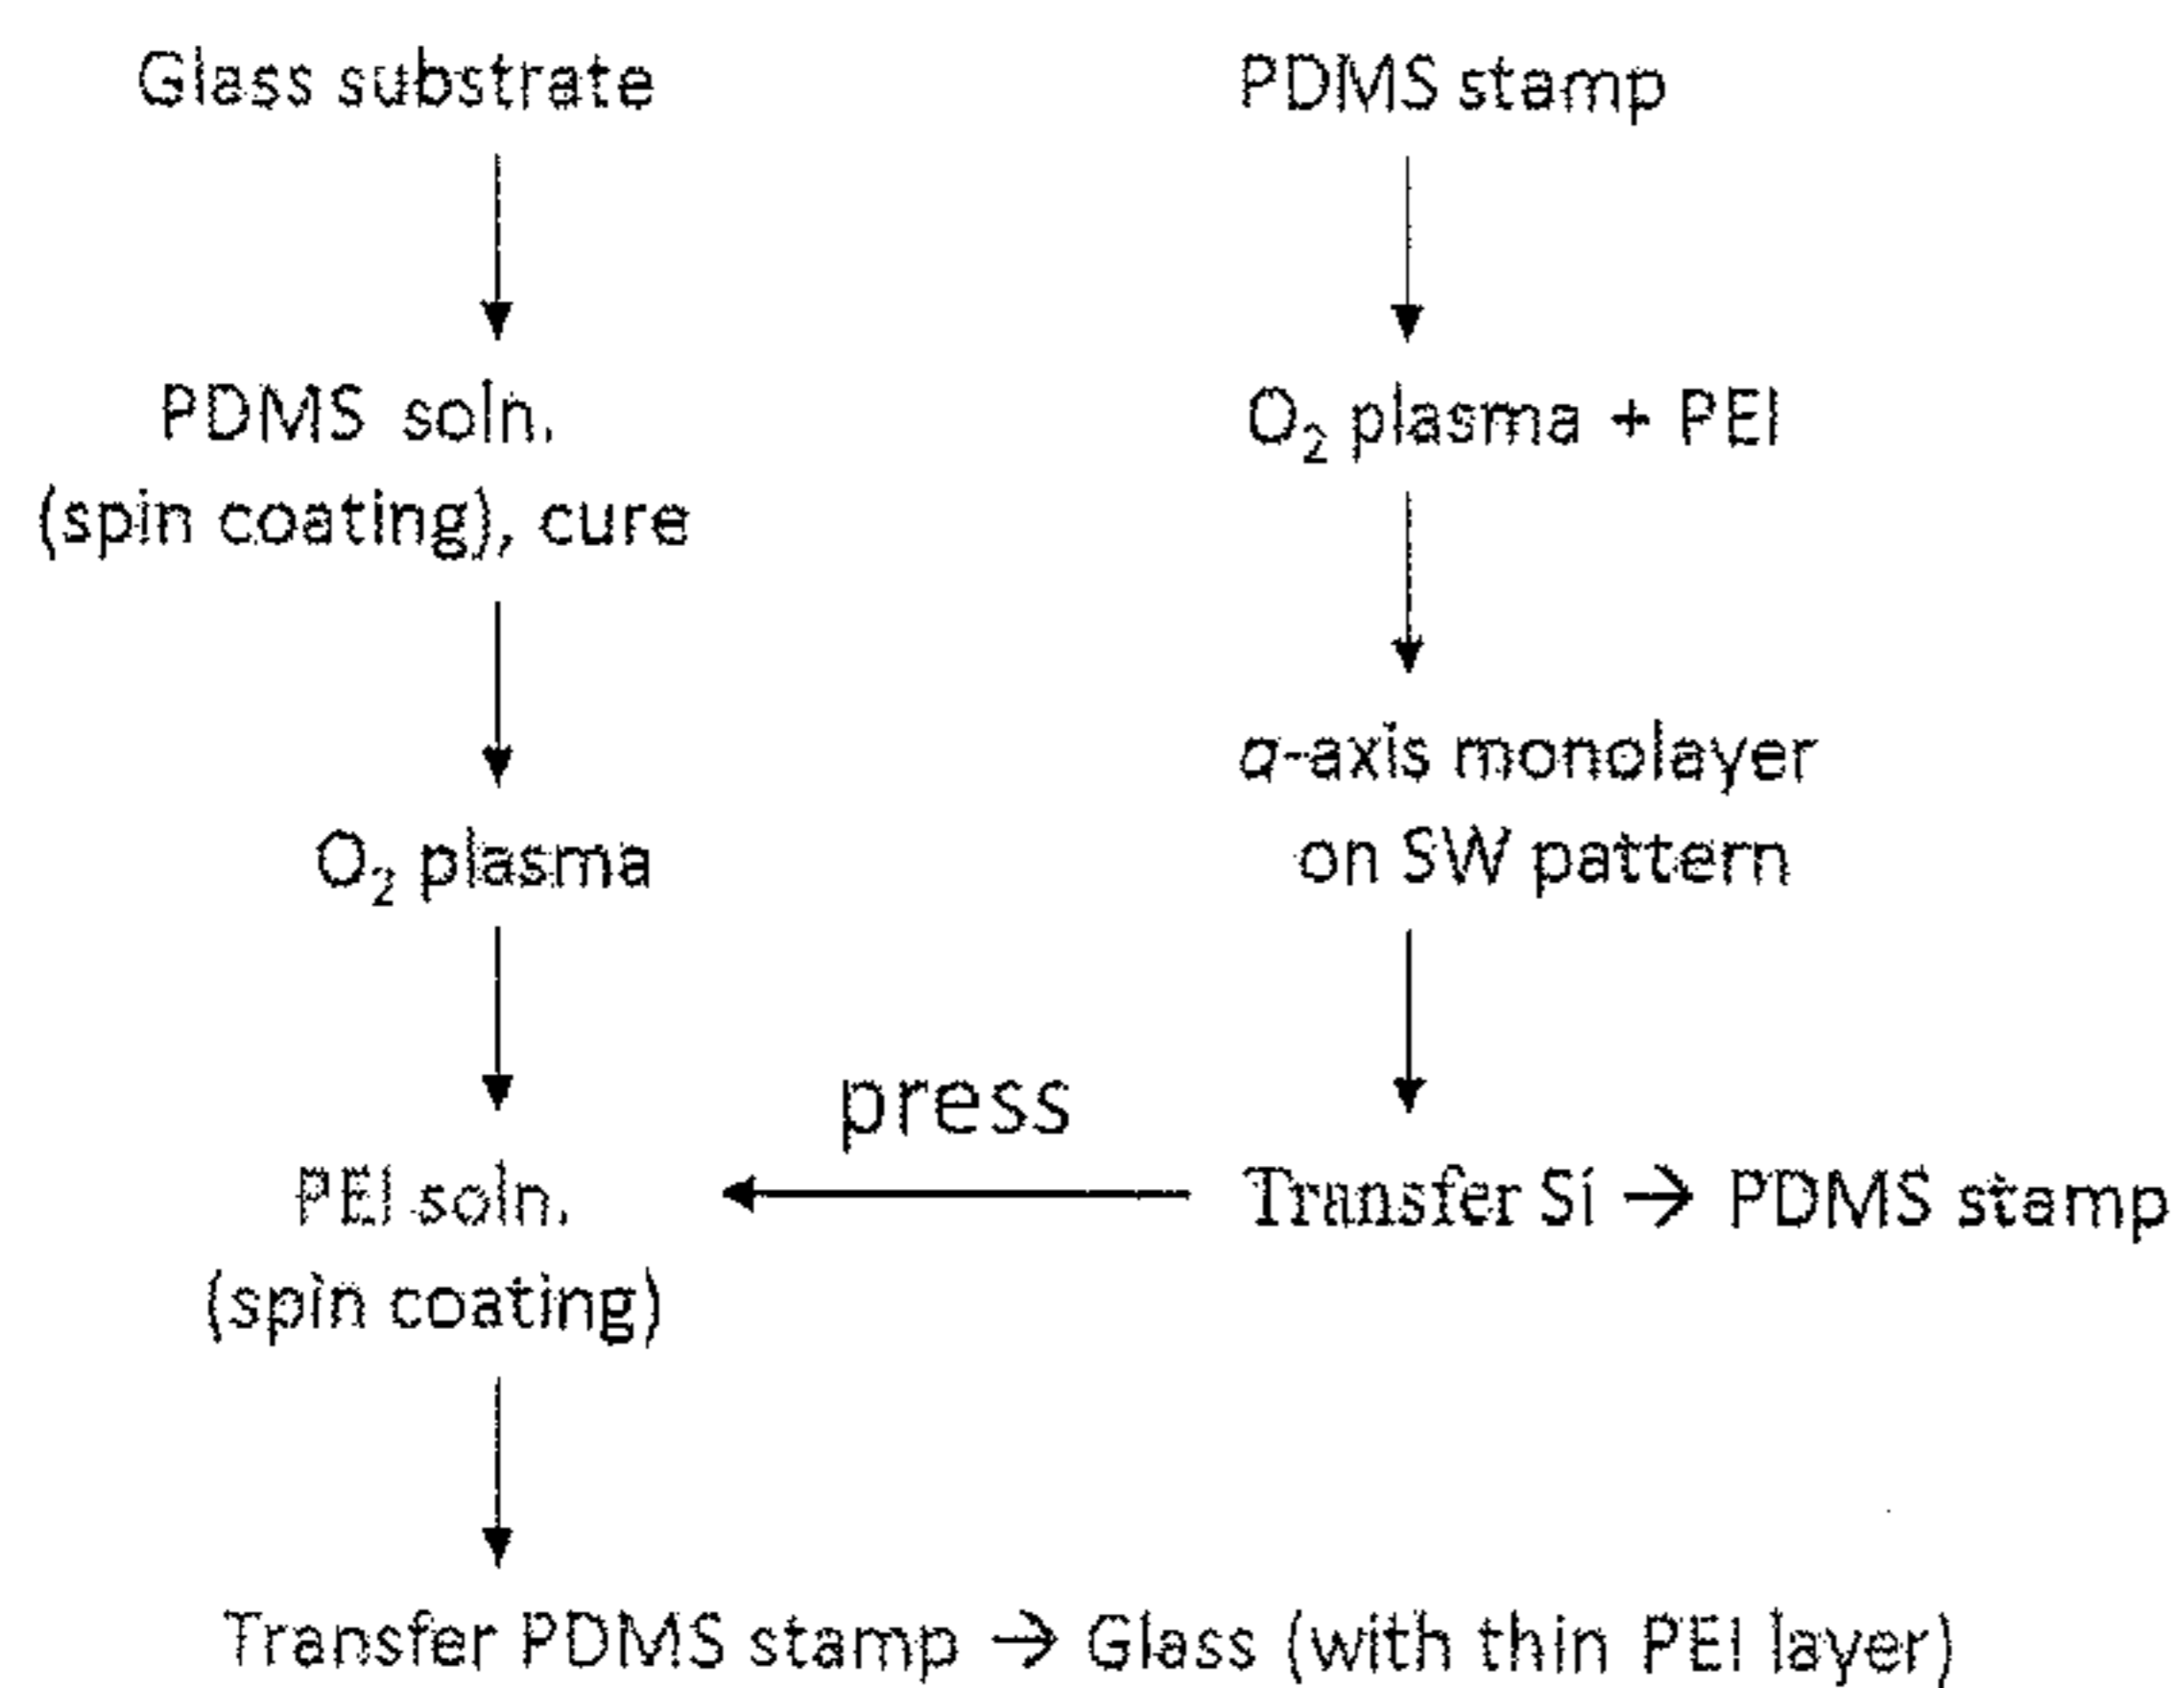 Glass substrate
PDMS soln.
(spin coating), cure
O₂ plasma
PEI soln.
(spin coating)
press
PDMS stamp
O₂ plasma + PEI
a-axis monolayer
on SW pattern
Transfer Si → PDMS stamp
Transfer PDMS stamp → Glass (with thin PEI layer)